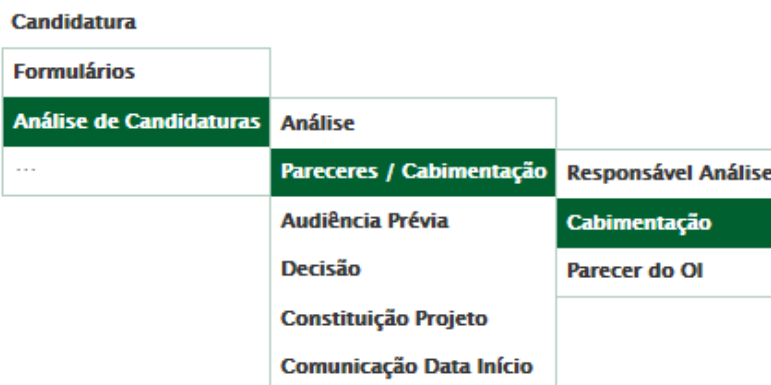 Candidatura
Formulários
Análise de Candidaturas
...
Análise
Pareceres / Cabimentação
Audiência Prévia
Decisão
Constituição Projeto
Comunicação Data Início
Responsável Análise
Cabimentação
Parecer do OI